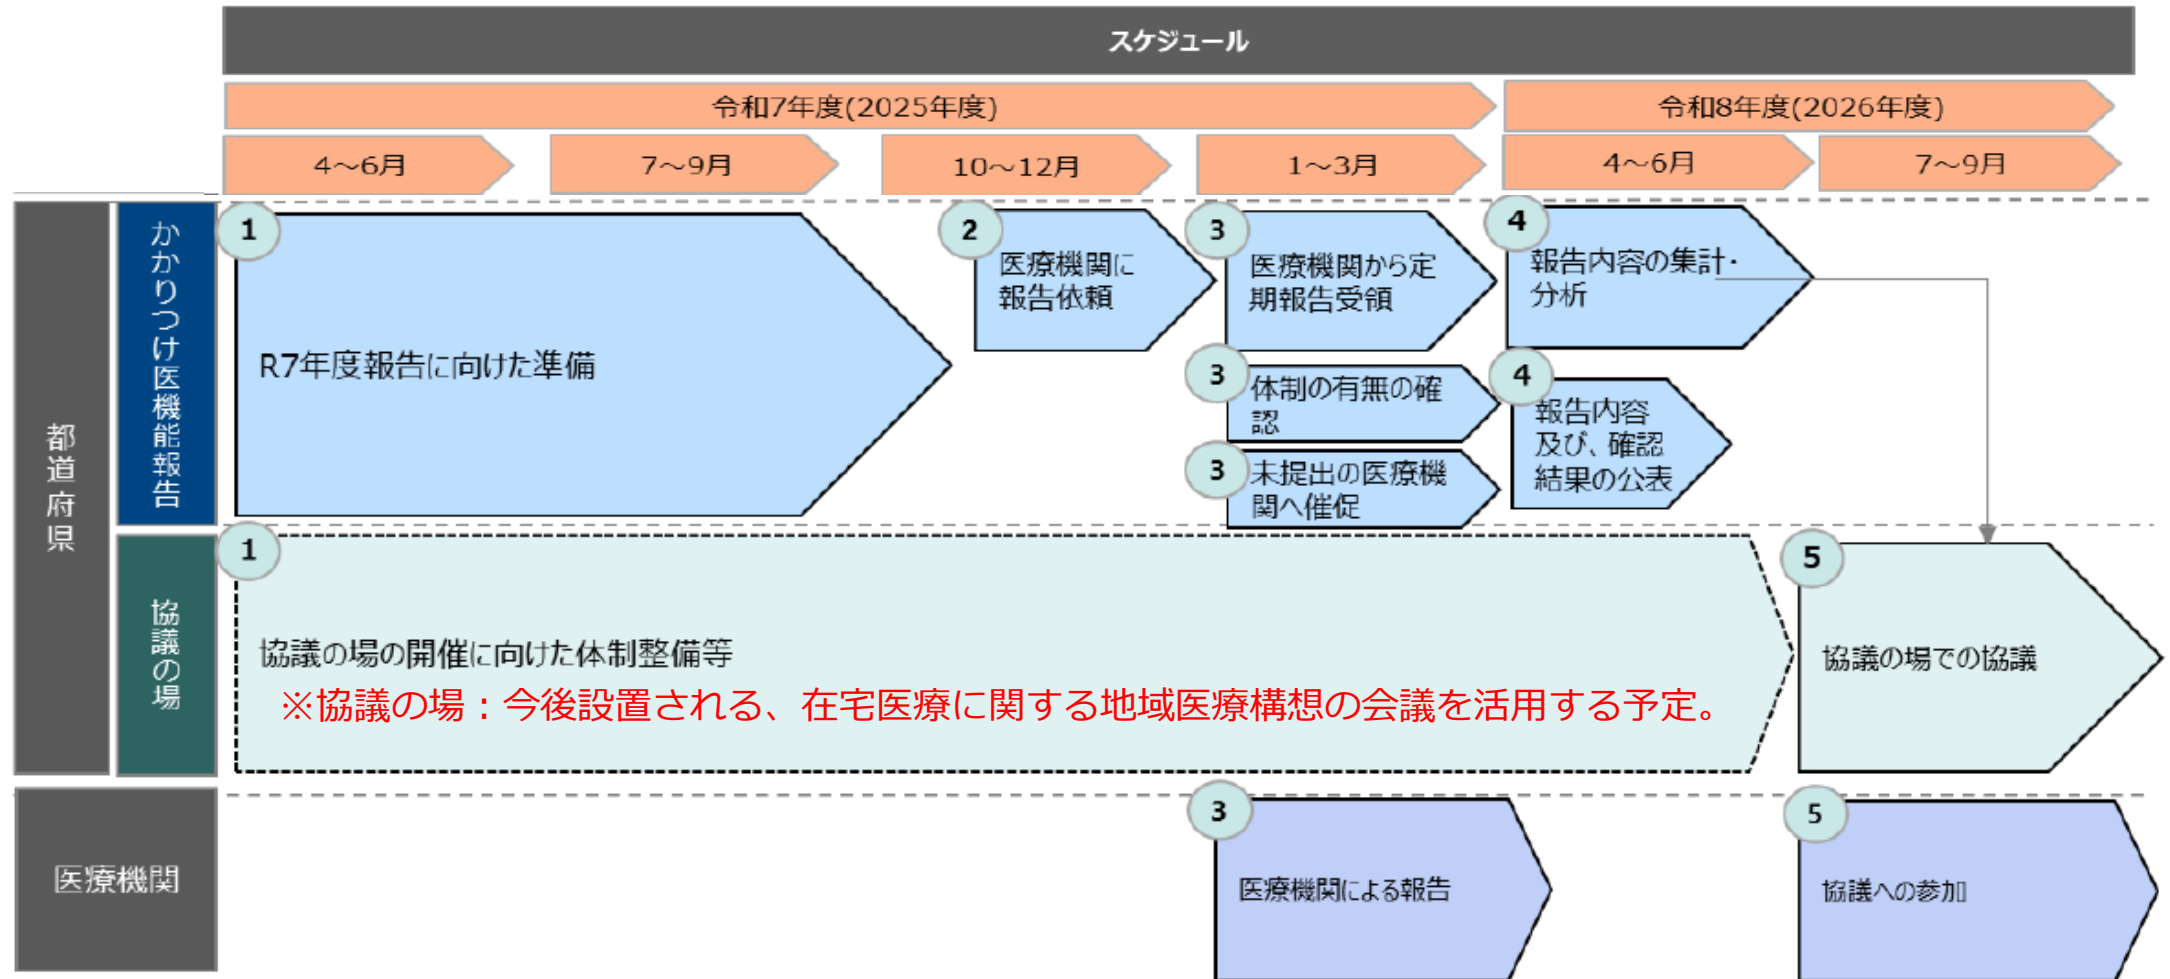 スケジュール
令和7年度(2025年度)
令和8年度(2026年度)
4～6月
7～9月
10～12月
1～3月
4～6月
7～9月
都道府県
かかりつけ医機能報告
1
R7年度報告に向けた準備
2
医療機関に
報告依頼
3
医療機関から定
期報告受領
3
体制の有無の確
認
3
未提出の医療機
関へ催促
4
報告内容の集計・
分析
4
報告内容
及び、確認
結果の公表
協議の場
1
協議の場の開催に向けた体制整備等
※協議の場：今後設置される、在宅医療に関する地域医療構想の会議を活用する予定。
5
協議の場での協議
医療機関
3
医療機関による報告
5
協議への参加